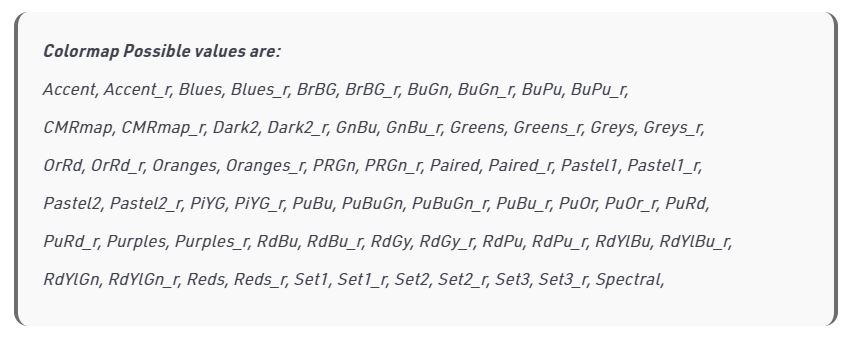 Colormap Possible values are:
Accent, Accent_r, Blues, Blues_r, BrBG, BrBG_r, BuGn, BuGn_r, BuPu, BuPu_r,
CMRmap, CMRmap_r, Dark2, Dark2_r, GnBu, GnBu_r, Greens, Greens_r, Greys, Greys_r,
OrRd, OrRd_r, Oranges, Oranges_r, PRGn, PRGn_r, Paired, Paired_r, Pastel1, Pastel1_r,
Pastel2, Pastel2_r, PiYG, PiYG_r, PuBu, PuBuGn, PuBuGn_r, PuBu_r, PuOr, PuOr_r, PuRd,
PuRd_r, Purples, Purples_r, RdBu, RdBu_r, RdGy, RdGy_r, RdPu, RdPu_r, RdYlBu, RdYlBu_r,
RdYlGn, RdYlGn_r, Reds, Reds_r, Set1, Set1_r, Set2, Set2_r, Set3, Set3_r, Spectral,